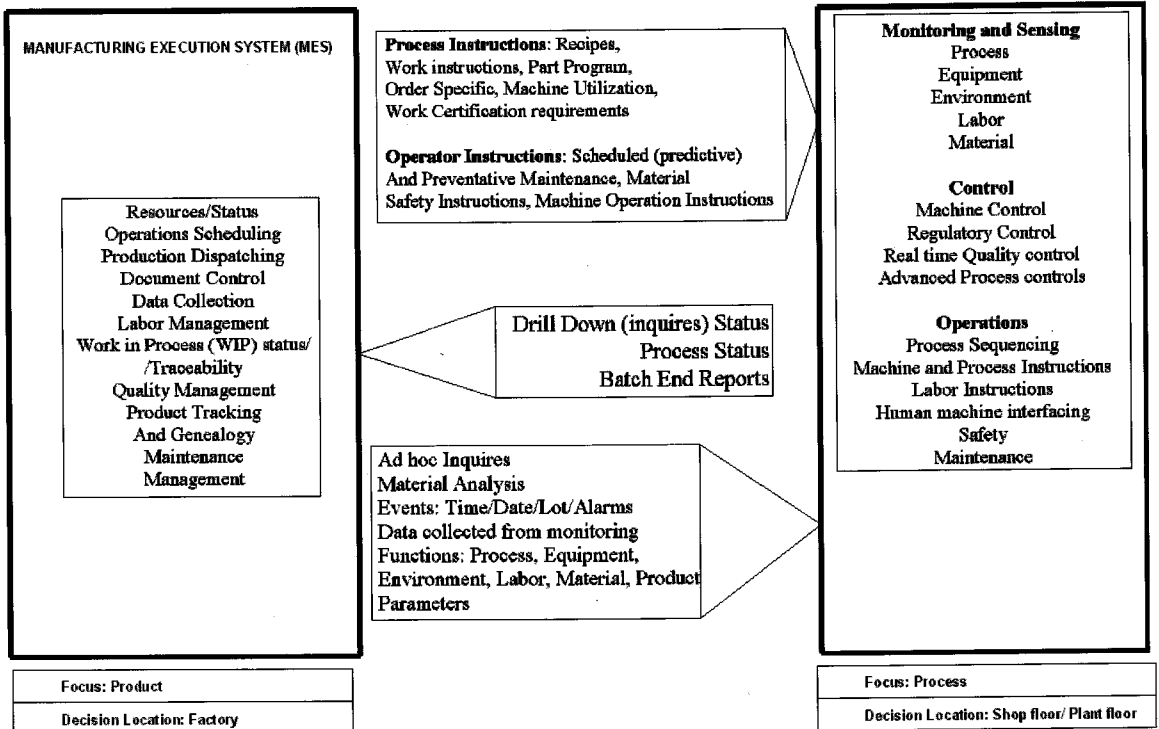 MANUFACTURING EXECUTION SYSTEM (MES)
Resources/Status
Operations Scheduling
Production Dispatching
Document Control
Data Collection
Labor Management
Work in Process (WIP) status/
/Traceability
Quality Management
Product Tracking
And Genealogy
Maintenance
Management
Focus: Product
Decision Location: Factory
Process Instructions: Recipes,
Work instructions, Part Program,
Order Specific, Machine Utilization,
Work Certification requirements
Operator Instructions: Scheduled (predictive)
And Preventative Maintenance, Material
Safety Instructions, Machine Operation Instructions
Drill Down (inquires) Status
Process Status
Batch End Reports
Ad hoc Inquires
Material Analysis
Events: Time/Date/Lot/Alarms
Data collected from monitoring
Functions: Process, Equipment,
Environment, Labor, Material, Product
Parameters
Monitoring and Sensing
Process
Equipment
Environment
Labor
Material
Control
Machine Control
Regulatory Control
Real time Quality control
Advanced Process controls
Operations
Process Sequencing
Machine and Process Instructions
Labor Instructions
Human machine interfacing
Safety
Maintenance
Focus: Process
Decision Location: Shop floor/ Plant floor